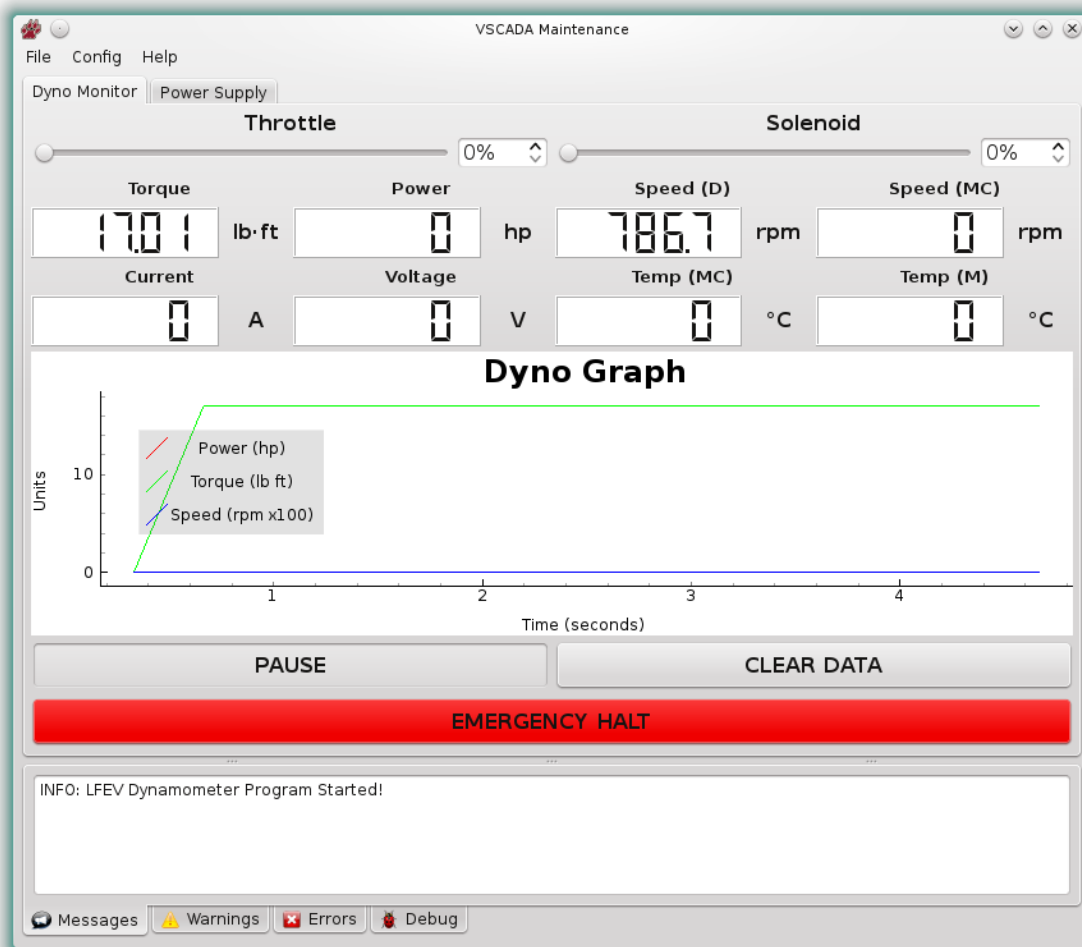 VSCADA Maintenance
File Config Help
Dyno Monitor Power Supply
Throttle Solenoid
0% 0%
Torque Power Speed (D) Speed (MC)
17.01 lb·ft 0 hp 786.7 rpm 0 rpm
Current Voltage Temp (MC) Temp (M)
0 A 0 V 0 °C 0 °C
Dyno Graph
Power (hp)
Torque (lb ft)
Speed (rpm x100)
Units
10
0
1 2 3 4
Time (seconds)
PAUSE CLEAR DATA
EMERGENCY HALT
INFO: LFEV Dynamometer Program Started!
Messages Warnings Errors Debug